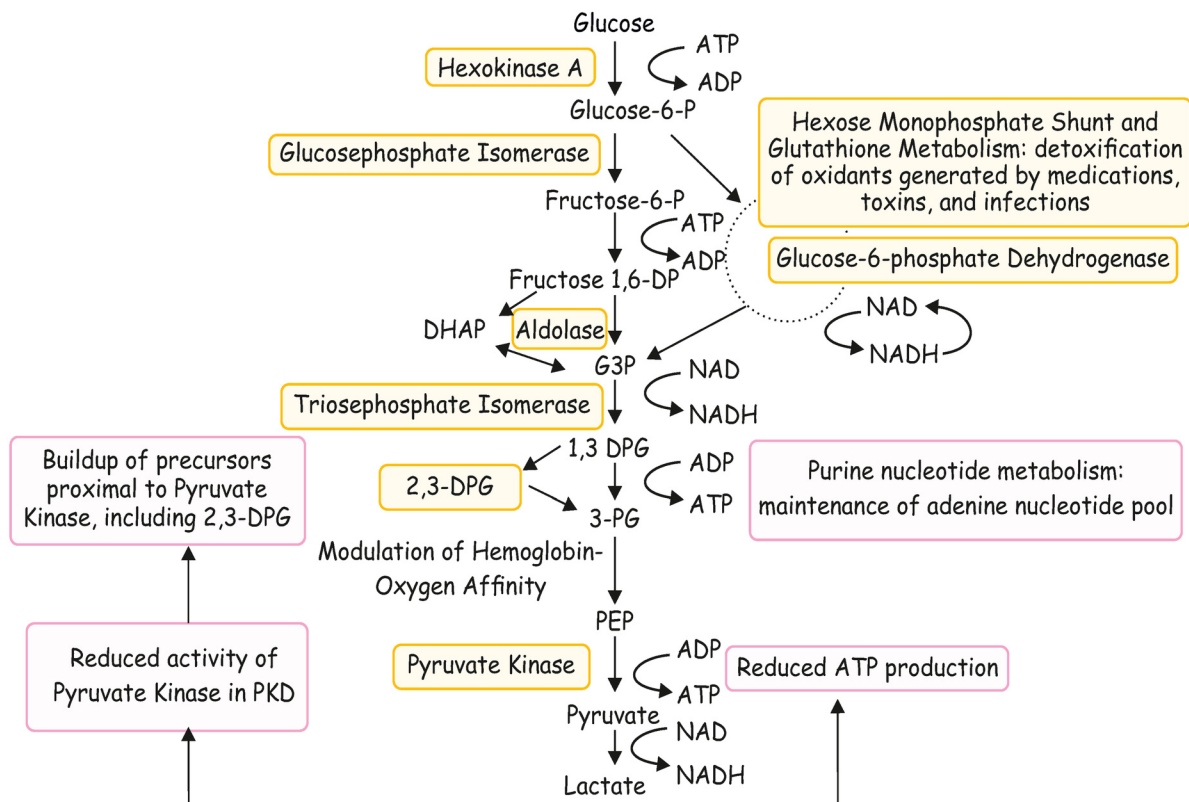 Glucose
ATP
Hexokinase A
ADP
Glucose-6-P
Hexose Monophosphate Shunt and
Glutathione Metabolism: detoxification
of oxidants generated by medications,
toxins, and infections
Glucosephosphate Isomerase
Fructose-6-P
ATP
ADP
Glucose-6-phosphate Dehydrogenase
Fructose 1,6-DP
NAD
NADH
DHAP
Aldolase
G3P
NAD
NADH
Triosephosphate Isomerase
1,3 DPG
ADP
ATP
2,3-DPG
3-PG
Buildup of precursors
proximal to Pyruvate
Kinase, including 2,3-DPG
Purine nucleotide metabolism:
maintenance of adenine nucleotide pool
Modulation of Hemoglobin-
Oxygen Affinity
PEP
Reduced activity of
Pyruvate Kinase in PKD
Pyruvate Kinase
ADP
ATP
Reduced ATP production
Pyruvate
NAD
NADH
Lactate